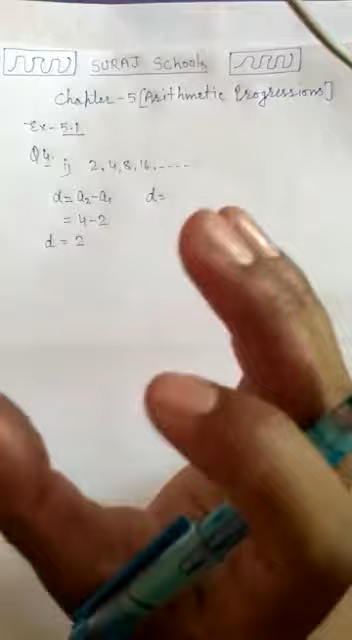 SURAJ Schools
Chapter-5 [Arithmetic Progressions]
Ex-5.1
Q4. i) 2, 4, 8, 16, -----
d = a₂ - a₁ d =
= 4 - 2
d = 2